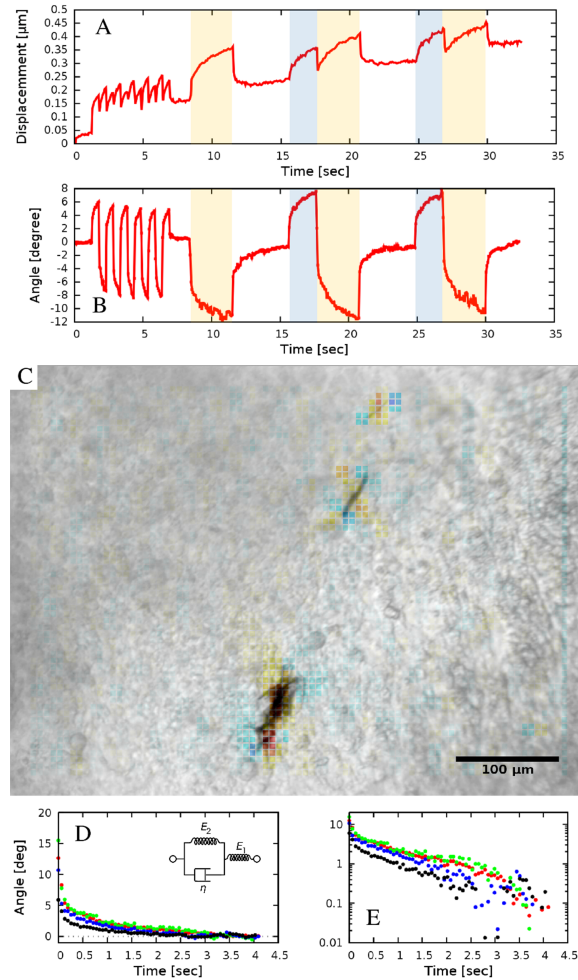 A
Displacemment [μm]
0.5
0.45
0.4
0.35
0.3
0.25
0.2
0.15
0.1
0.05
0
0 5 10 15 20 25 30 35
Time [sec]
B
Angle [degree]
8
6
4
2
0
-2
-4
-6
-8
-10
-12
0 5 10 15 20 25 30 35
Time [sec]
C
100 μm
D
Angle [deg]
20
15
10
5
0
E₂
E₁
η
0 0.5 1 1.5 2 2.5 3 3.5 4 4.5
Time [sec]
E
10
1
0.1
0.01
0 0.5 1 1.5 2 2.5 3 3.5 4 4.5
Time [sec]